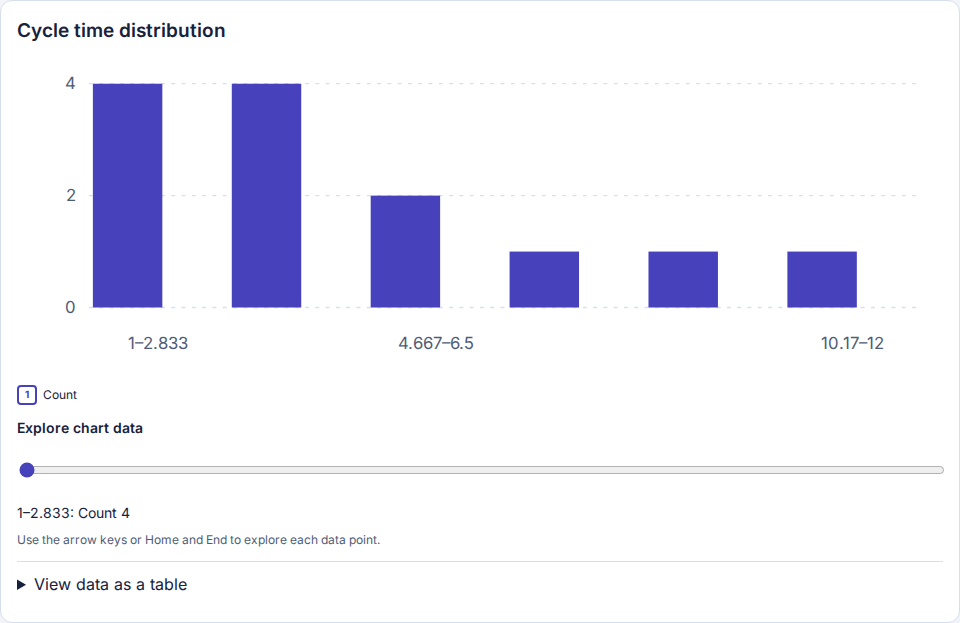 Cycle time distribution
4
2
0
1–2.833 4.667–6.5 10.17–12
1 Count
Explore chart data
1–2.833: Count 4
Use the arrow keys or Home and End to explore each data point.
View data as a table